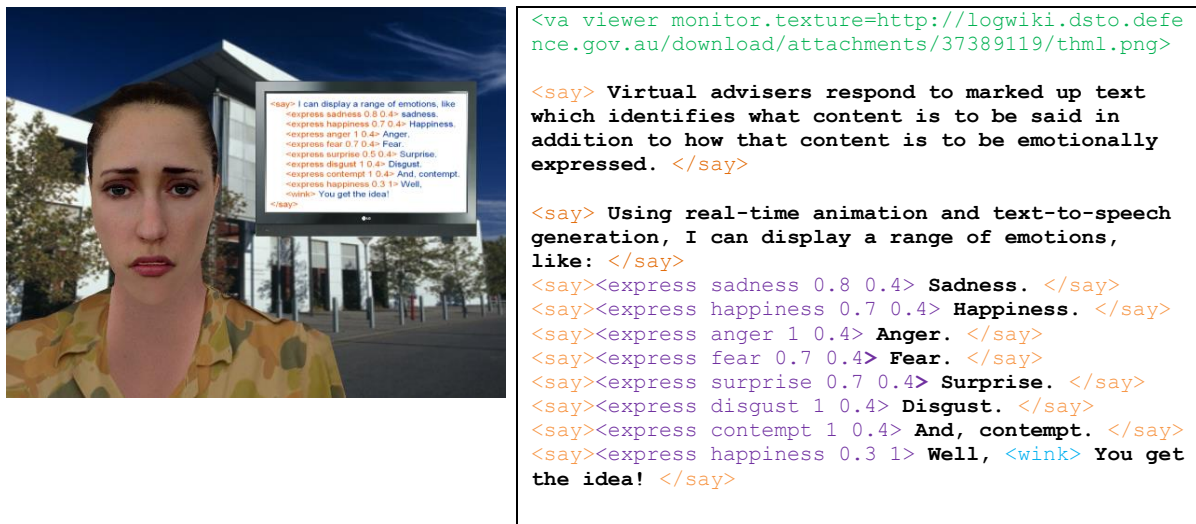 <say> I can display a range of emotions, like
<express sadness 0.8 0.4> sadness.
<express happiness 0.7 0.4> Happiness.
<express anger 1 0.4> Anger.
<express fear 0.7 0.4> Fear.
<express surprise 0.5 0.4> Surprise.
<express disgust 1 0.4> Disgust.
<express contempt 1 0.4> And, contempt.
<express happiness 0.3 1> Well,
<wink> You get the idea!
</say>
LG
<va viewer monitor.texture=http://logwiki.dsto.defe
nce.gov.au/download/attachments/37389119/thml.png>
<say> Virtual advisers respond to marked up text
which identifies what content is to be said in
addition to how that content is to be emotionally
expressed. </say>
<say> Using real-time animation and text-to-speech
generation, I can display a range of emotions,
like: </say>
<say><express sadness 0.8 0.4> Sadness. </say>
<say><express happiness 0.7 0.4> Happiness. </say>
<say><express anger 1 0.4> Anger. </say>
<say><express fear 0.7 0.4> Fear. </say>
<say><express surprise 0.7 0.4> Surprise. </say>
<say><express disgust 1 0.4> Disgust. </say>
<say><express contempt 1 0.4> And, contempt. </say>
<say><express happiness 0.3 1> Well, <wink> You get
the idea! </say>